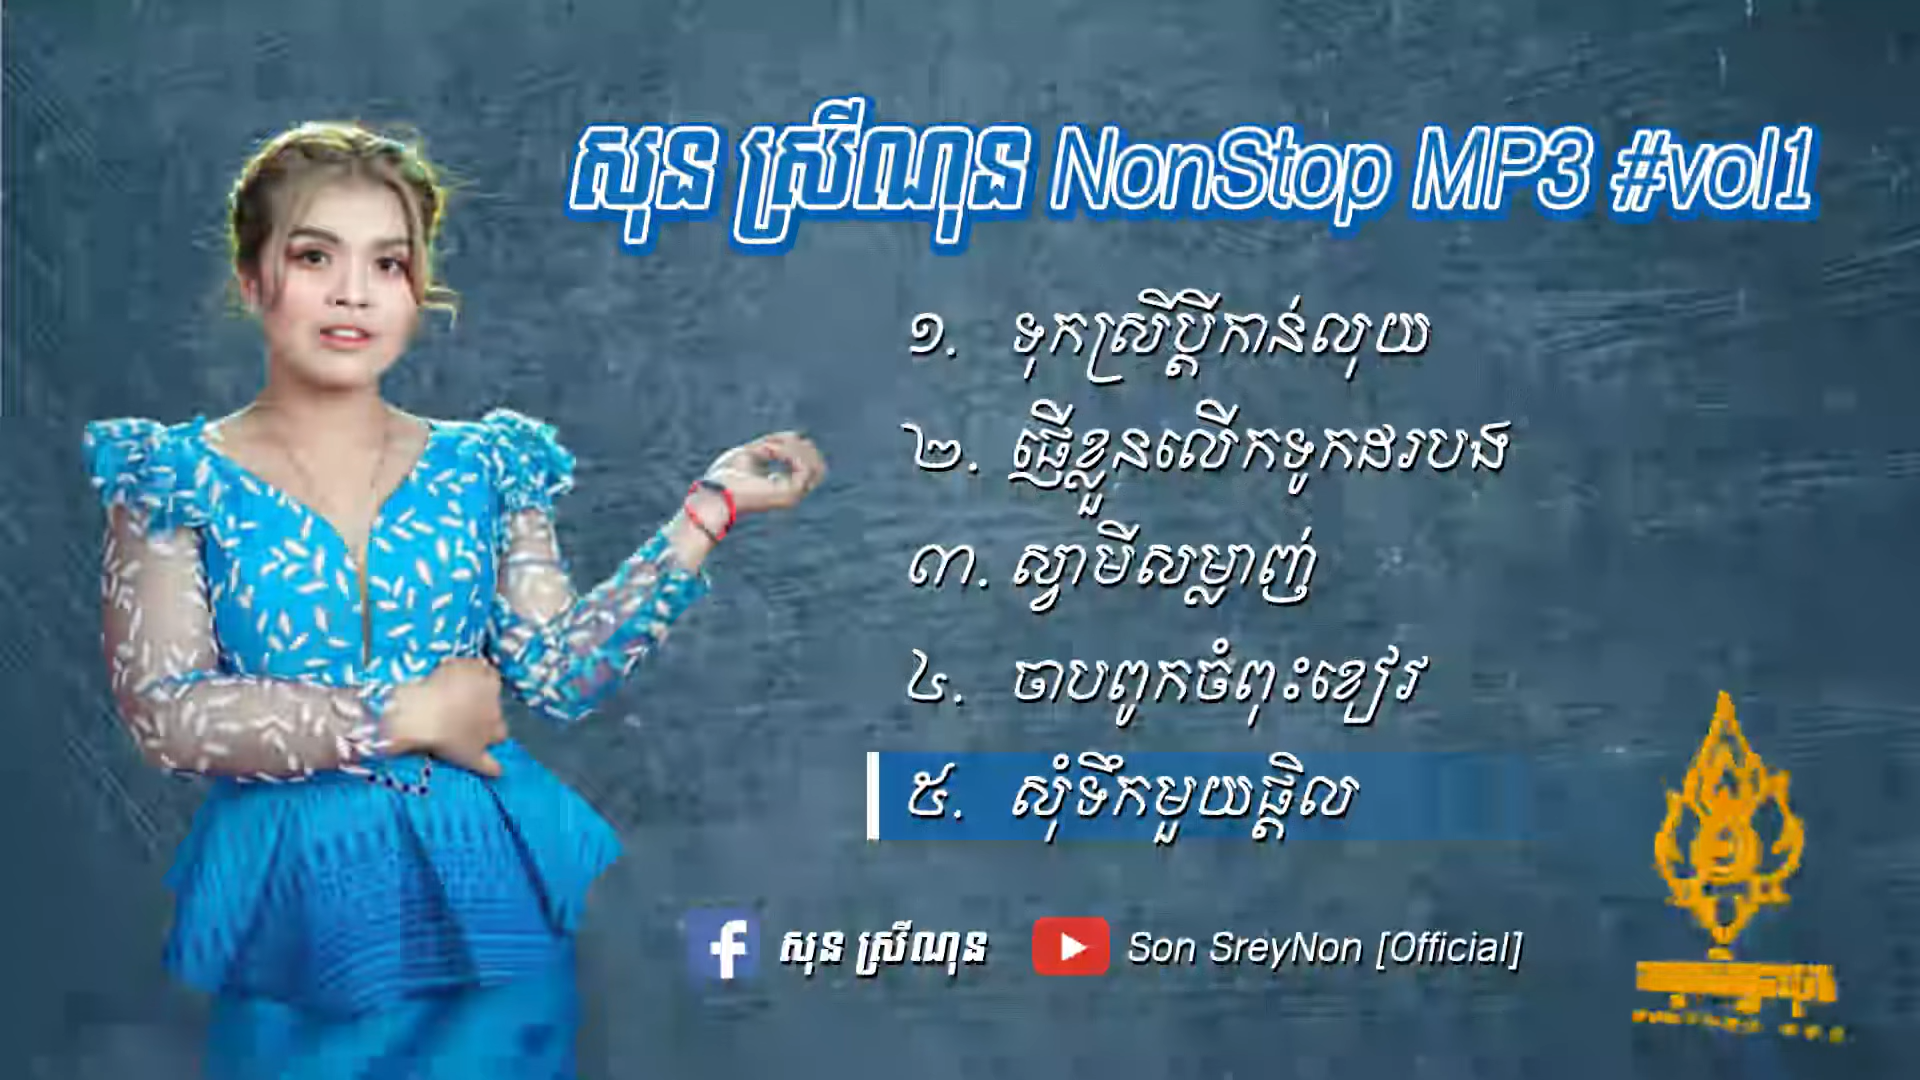 សុន ស្រីណុន NonStop MP3 #vol1
១. ទុកស្រីប្ដីកាន់លុយ
២. ផ្ញើខ្លួនលើកទូកដរបង
៣. ស្វាមីសម្លាញ់
៤. ចាបពូកចំពុះខៀវ
៥. សុំទឹកមួយផ្ដិល
សុន ស្រីណុន
Son SreyNon [Official]